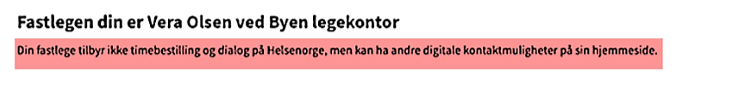 Fastlegen din er Vera Olsen ved Byen legekontor
Din fastlege tilbyr ikke timebestilling og dialog på Helsenorge, men kan ha andre digitale kontaktmuligheter på sin hjemmeside.